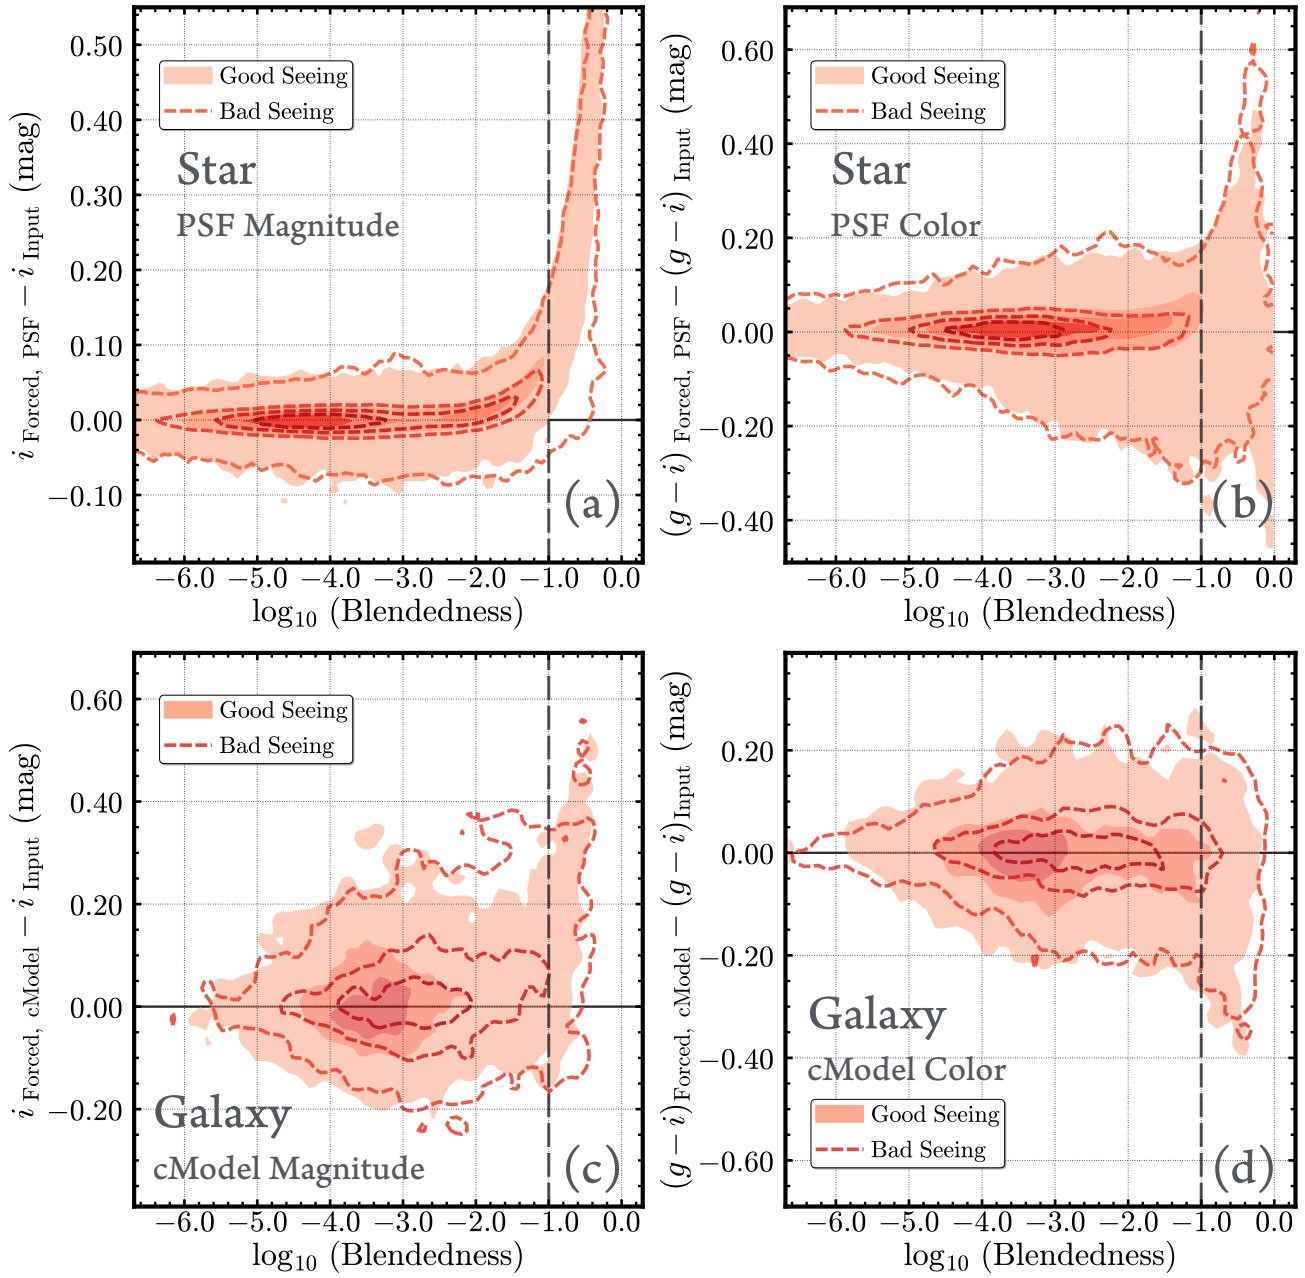 0.50
0.40
0.30
0.20
0.10
0.00
−0.10
i Forced, PSF − i Input (mag)
Good Seeing
Bad Seeing
Star
PSF Magnitude
(a)
−6.0 −5.0 −4.0 −3.0 −2.0 −1.0 0.0
log10 (Blendedness)
0.60
0.40
0.20
0.00
−0.20
−0.40
(g − i) Forced, PSF − (g − i) Input (mag)
Good Seeing
Bad Seeing
Star
PSF Color
(b)
−6.0 −5.0 −4.0 −3.0 −2.0 −1.0 0.0
log10 (Blendedness)
0.60
0.40
0.20
0.00
−0.20
i Forced, cModel − i Input (mag)
Good Seeing
Bad Seeing
Galaxy
cModel Magnitude
(c)
−6.0 −5.0 −4.0 −3.0 −2.0 −1.0 0.0
log10 (Blendedness)
0.20
0.00
−0.20
−0.40
−0.60
(g − i)Forced, cModel − (g − i)Input (mag)
Galaxy
cModel Color
Good Seeing
Bad Seeing
(d)
−6.0 −5.0 −4.0 −3.0 −2.0 −1.0 0.0
log10 (Blendedness)